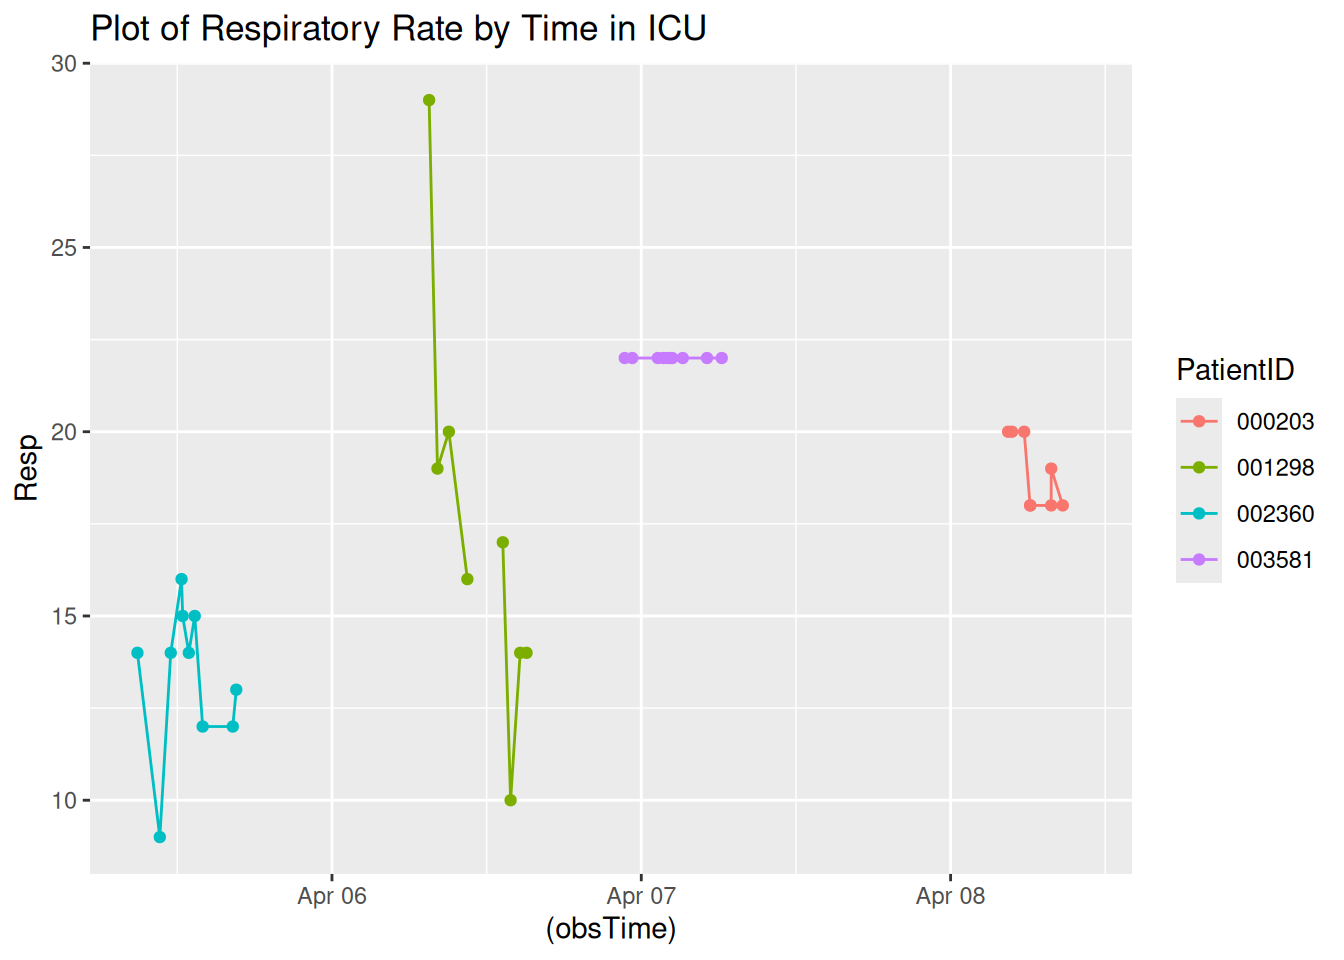 Plot of Respiratory Rate by Time in ICU
30
25
20
15
10
Resp
Apr 06
Apr 07
Apr 08
(obsTime)
PatientID
000203
001298
002360
003581